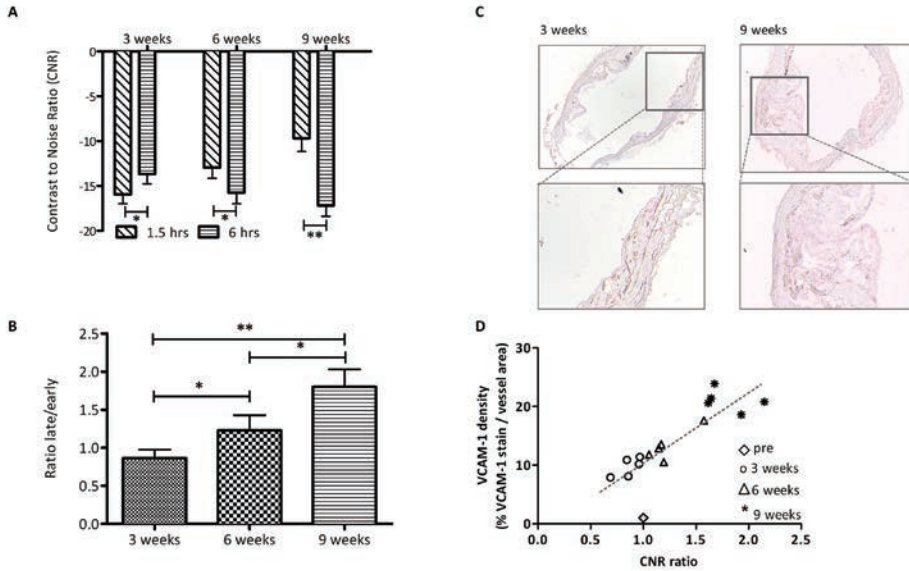 A
Contrast to Noise Ratio (CNR)
0
-5
-10
-15
-20
3 weeks
6 weeks
9 weeks
*
*
**
1.5 hrs
6 hrs
B
Ratio late/early
2.5
2.0
1.5
1.0
0.5
0.0
**
*
*
3 weeks
6 weeks
9 weeks
C
3 weeks
9 weeks
D
VCAM-1 density
(% VCAM-1 stain / vessel area)
30
20
10
0
pre
3 weeks
6 weeks
9 weeks
0.0
0.5
1.0
1.5
2.0
2.5
CNR ratio